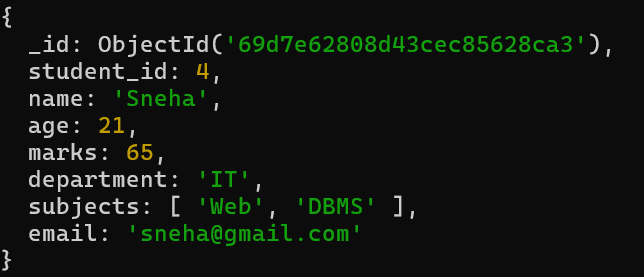 {
  _id: ObjectId('69d7e62808d43cec85628ca3'),
  student_id: 4,
  name: 'Sneha',
  age: 21,
  marks: 65,
  department: 'IT',
  subjects: [ 'Web', 'DBMS' ],
  email: 'sneha@gmail.com'
}